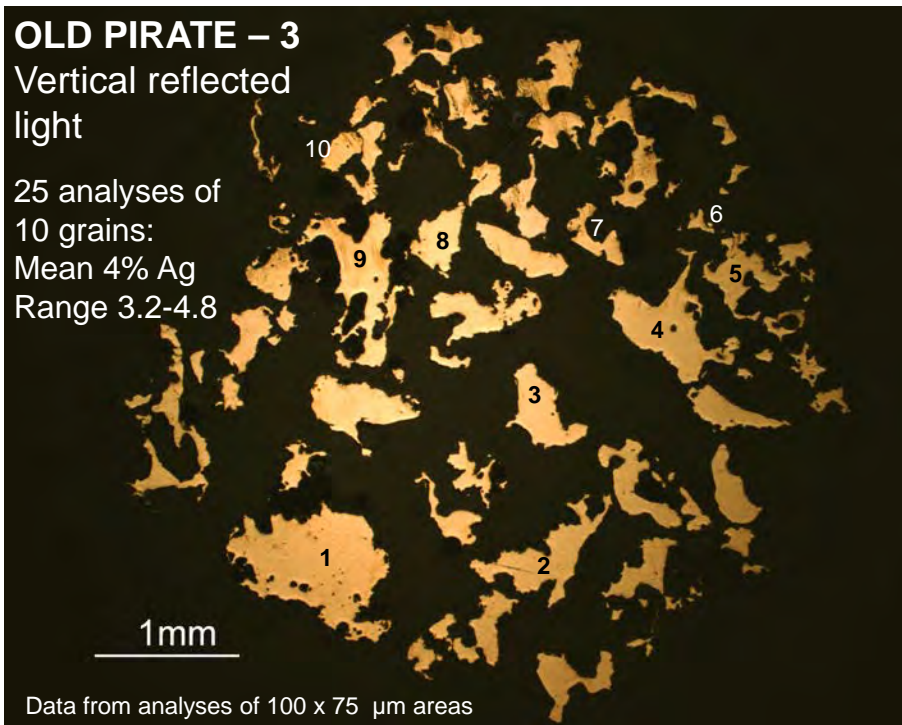 OLD PIRATE – 3
Vertical reflected
light
25 analyses of
10 grains:
Mean 4% Ag
Range 3.2-4.8
10
6
7
8
5
9
4
3
1
2
1mm
Data from analyses of 100 x 75 μm areas